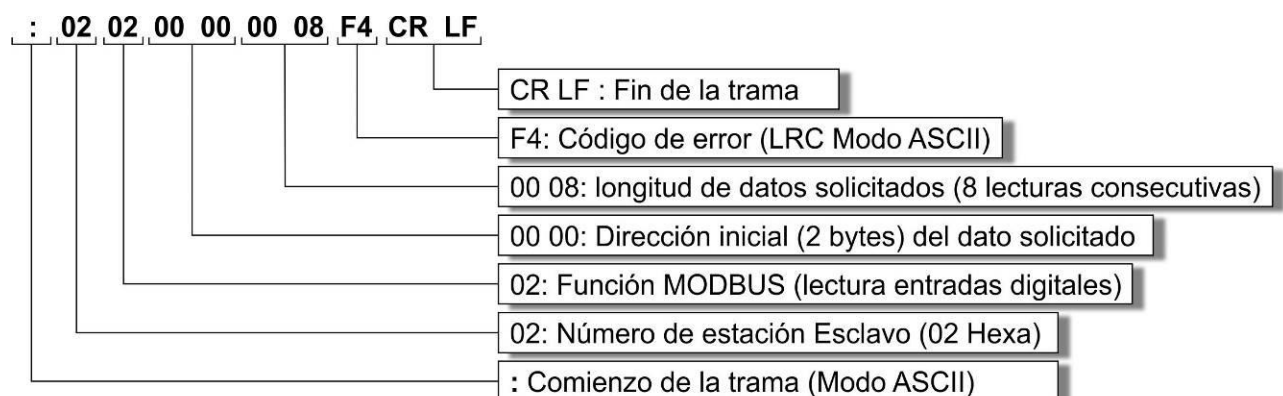 : 02 02 00 00 00 08 F4 CR LF
CR LF : Fin de la trama
F4: Código de error (LRC Modo ASCII)
00 08: longitud de datos solicitados (8 lecturas consecutivas)
00 00: Dirección inicial (2 bytes) del dato solicitado
02: Función MODBUS (lectura entradas digitales)
02: Número de estación Esclavo (02 Hexa)
: Comienzo de la trama (Modo ASCII)